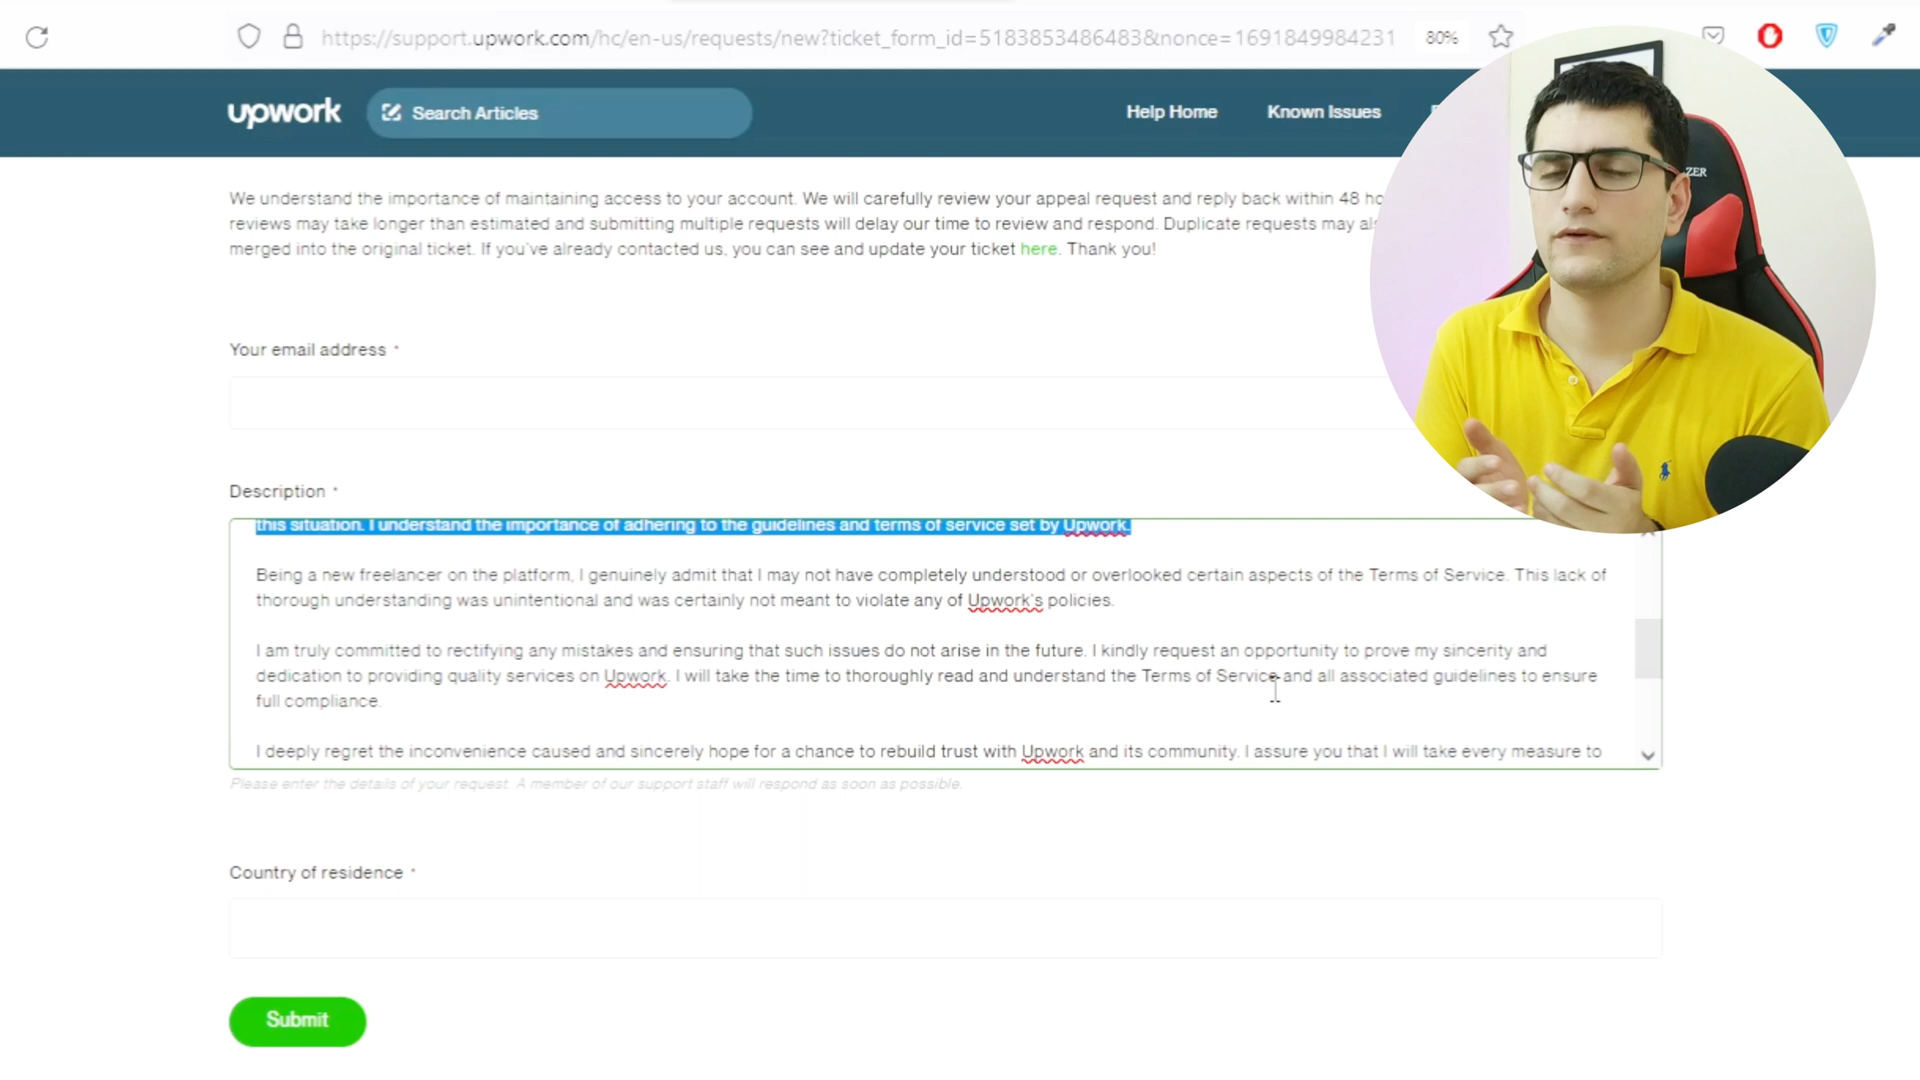 https://support.upwork.com/hc/en-us/requests/new?ticket_form_id=5183853486483&nonce=1691849984231
80%
upwork
Search Articles
Help Home
Known Issues
ZER
We understand the importance of maintaining access to your account. We will carefully review your appeal request and reply back within 48 ho
reviews may take longer than estimated and submitting multiple requests will delay our time to review and respond. Duplicate requests may al
merged into the original ticket. If you've already contacted us, you can see and update your ticket here. Thank you!
Your email address *
Description *
this situation. I understand the importance of adhering to the guidelines and terms of service set by Upwork.
Being a new freelancer on the platform, I genuinely admit that I may not have completely understood or overlooked certain aspects of the Terms of Service. This lack of
thorough understanding was unintentional and was certainly not meant to violate any of Upwork's policies.
I am truly committed to rectifying any mistakes and ensuring that such issues do not arise in the future. I kindly request an opportunity to prove my sincerity and
dedication to providing quality services on Upwork. I will take the time to thoroughly read and understand the Terms of Service and all associated guidelines to ensure
full compliance.
I deeply regret the inconvenience caused and sincerely hope for a chance to rebuild trust with Upwork and its community. I assure you that I will take every measure to
Please enter the details of your request. A member of our support staff will respond as soon as possible.
Country of residence *
Submit